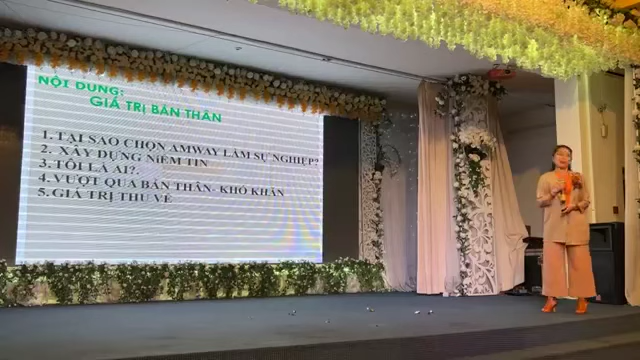 NỘI DUNG:
GIÁ TRỊ BẢN THÂN
1. TẠI SAO CHỌN AMWAY LÀM SỰ NGHIỆP?
2. XÂY DỰNG NIỀM TIN
3. TÔI LÀ AI?.
4. VƯỢT QUA BẢN THÂN- KHÓ KHĂN
5. GIÁ TRỊ THU VỀ